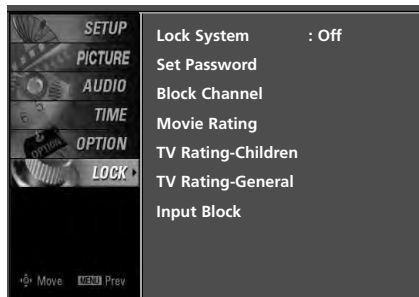 SETUP
PICTURE
AUDIO
TIME
OPTION
LOCK
Move MENU Prev
Lock System : Off
Set Password
Block Channel
Movie Rating
TV Rating-Children
TV Rating-General
Input Block